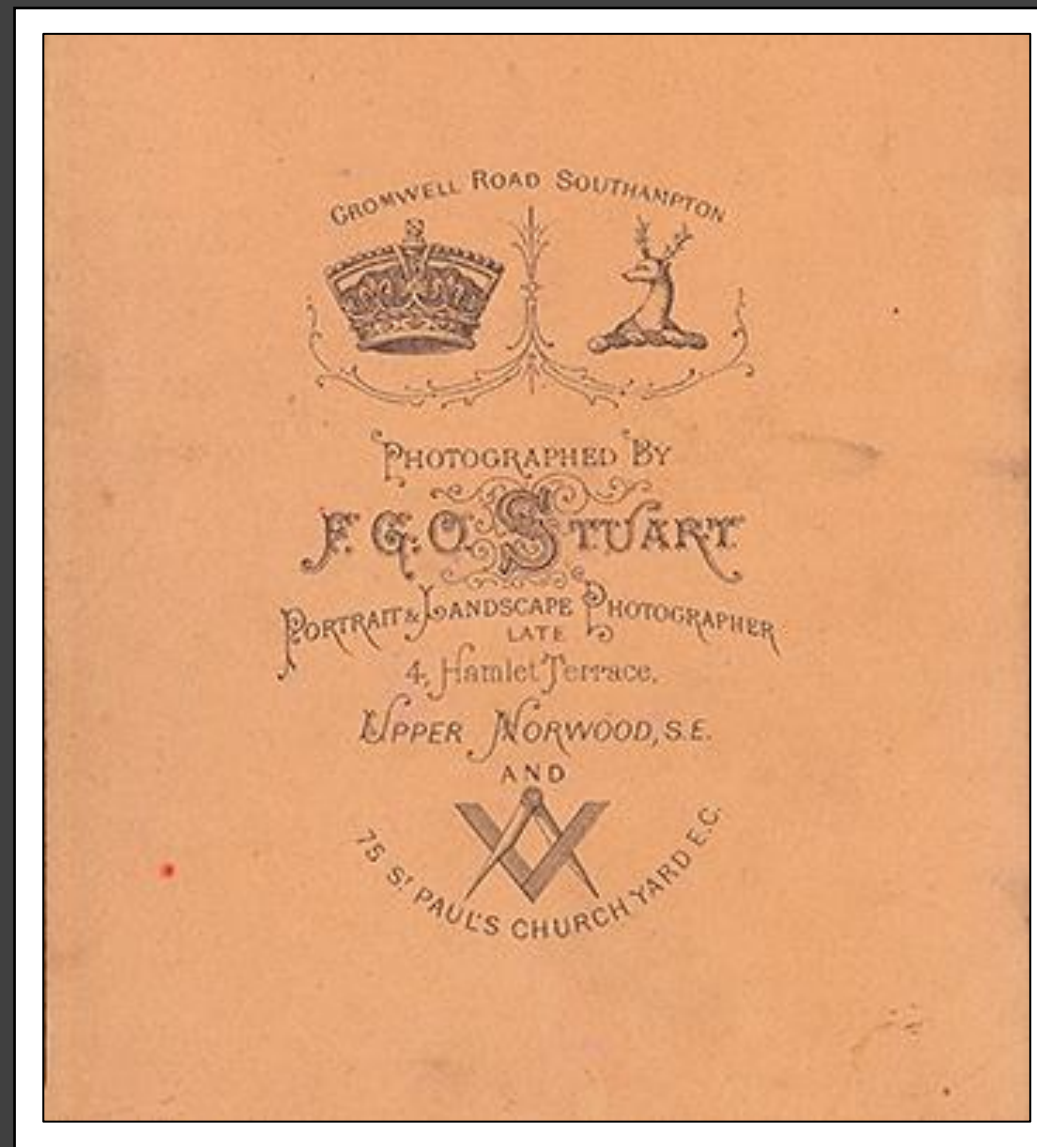 CROMWELL ROAD SOUTHAMPTON
PHOTOGRAPHED BY
F. G. O. STUART.
PORTRAIT & LANDSCAPE PHOTOGRAPHER
LATE
4, Hamlet Terrace,
UPPER NORWOOD, S.E.
AND
75 ST PAUL'S CHURCH YARD E.C.